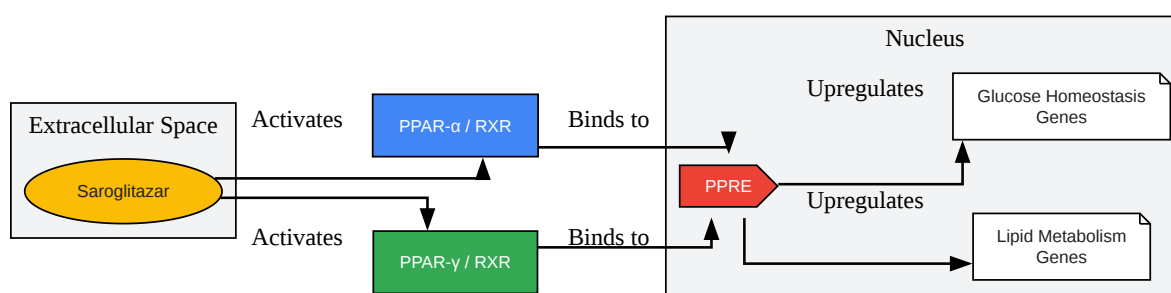 Nucleus
Upregulates
Glucose Homeostasis
Genes
Extracellular Space
Activates
PPAR-α / RXR
Binds to
Saroglitazar
PPRE
Upregulates
Activates
PPAR-γ / RXR
Binds to
Lipid Metabolism
Genes